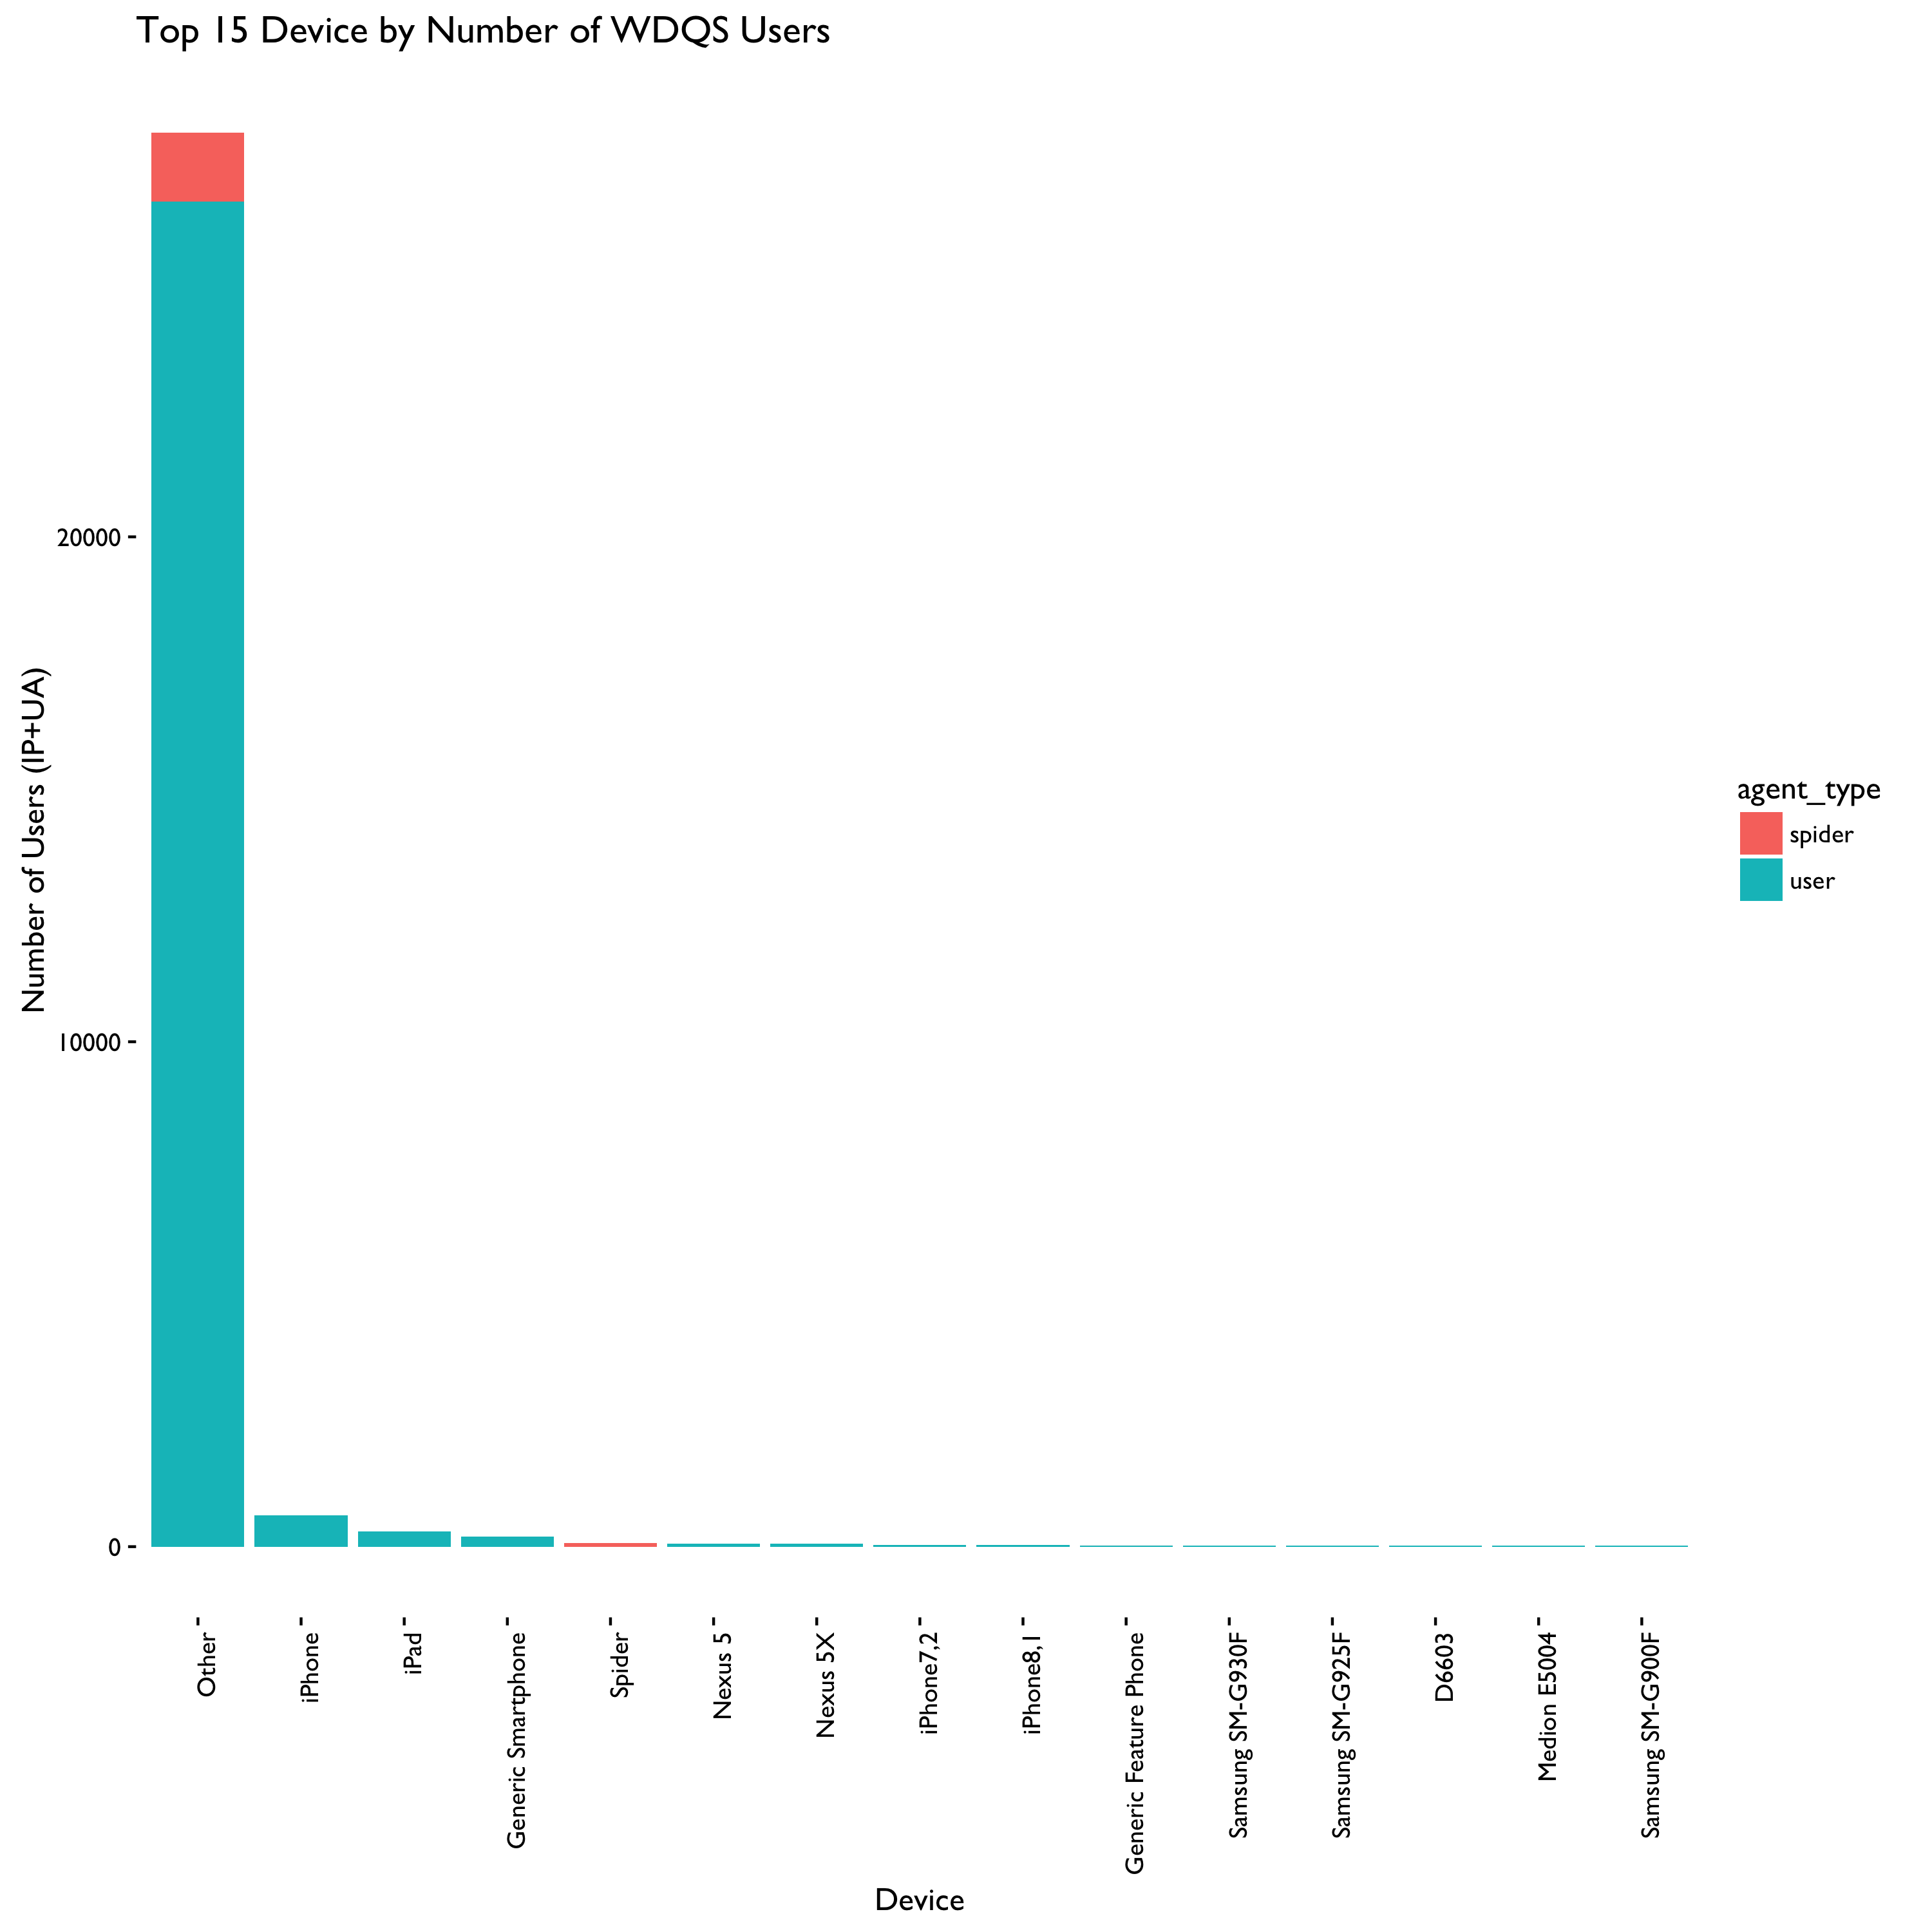 Top 15 Device by Number of WDQS Users
Number of Users (IP+UA)
20000
10000
0
agent_type
spider
user
Other
iPhone
iPad
Generic Smartphone
Spider
Nexus 5
Nexus 5X
iPhone7,2
iPhone8,1
Generic Feature Phone
Samsung SM-G930F
Samsung SM-G925F
D6603
Medion E5004
Samsung SM-G900F
Device